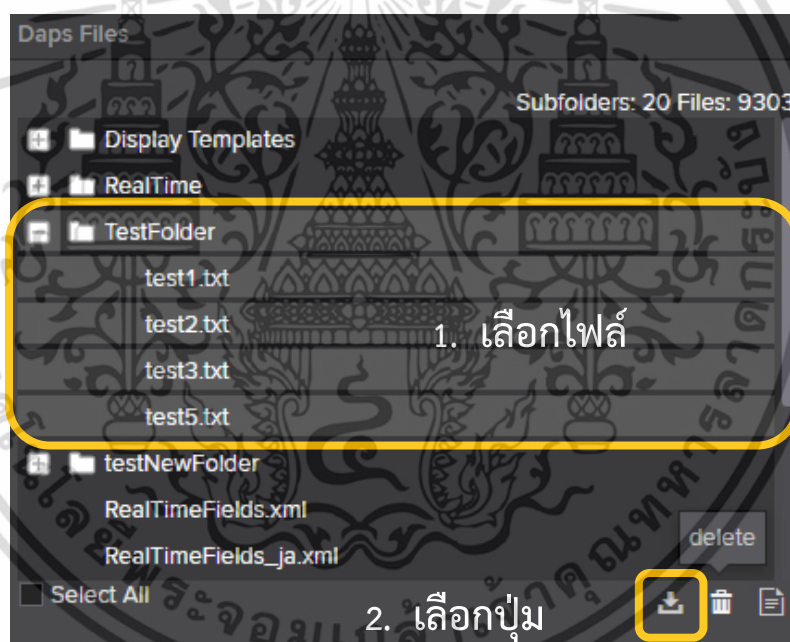 Daps Files
Subfolders: 20 Files: 9303
Display Templates
RealTime
TestFolder
test1.txt
test2.txt
1. เลือกไฟล์
test3.txt
test5.txt
testNewFolder
RealTimeFields.xml
delete
RealTimeFields_ja.xml
Select All
2. เลือกปุ่ม